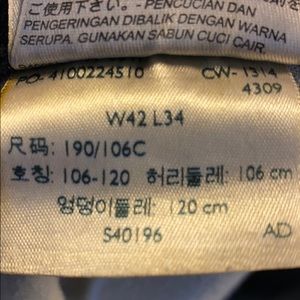 ご使用下さい。- PENCUCIAN DAN
PENGERINGAN DIBALIK DENGAN WARNA
SERUPA. GUNAKAN SABUN CUCI CAIR
PO- 4100224510 CW- 1314
4309
W42 L34
尺码: 190/106C
호칭: 106-120 허리둘레: 106 cm
엉덩이둘레: 120 cm
S40196 AD